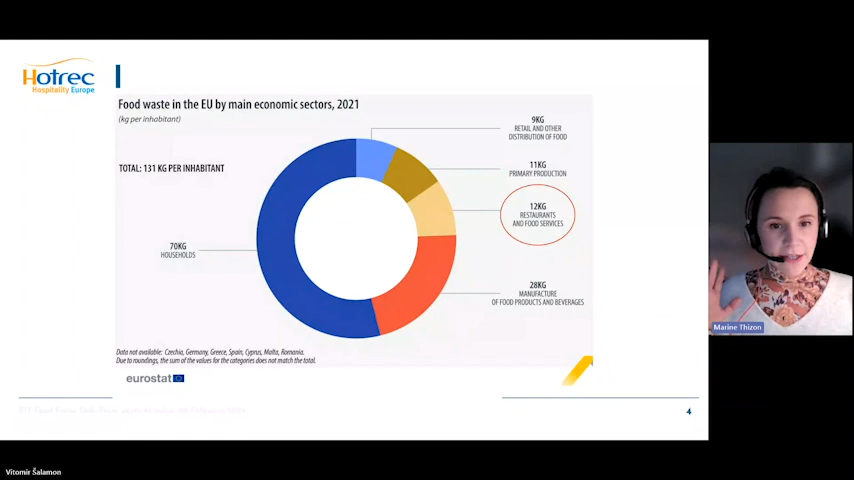 Hotrec
Hospitality Europe
Food waste in the EU by main economic sectors, 2021
(kg per inhabitant)
TOTAL: 131 KG PER INHABITANT
9KG
RETAIL AND OTHER
DISTRIBUTION OF FOOD
11KG
PRIMARY PRODUCTION
12KG
RESTAURANTS
AND FOOD SERVICES
70KG
HOUSEHOLDS
28KG
MANUFACTURE
OF FOOD PRODUCTS AND BEVERAGES
Data not available: Czechia, Germany, Greece, Spain, Cyprus, Malta, Romania.
Due to roundings, the sum of the values for the categories does not match the total.
eurostat
4
Marine Thizon
Vitomir Šalamon